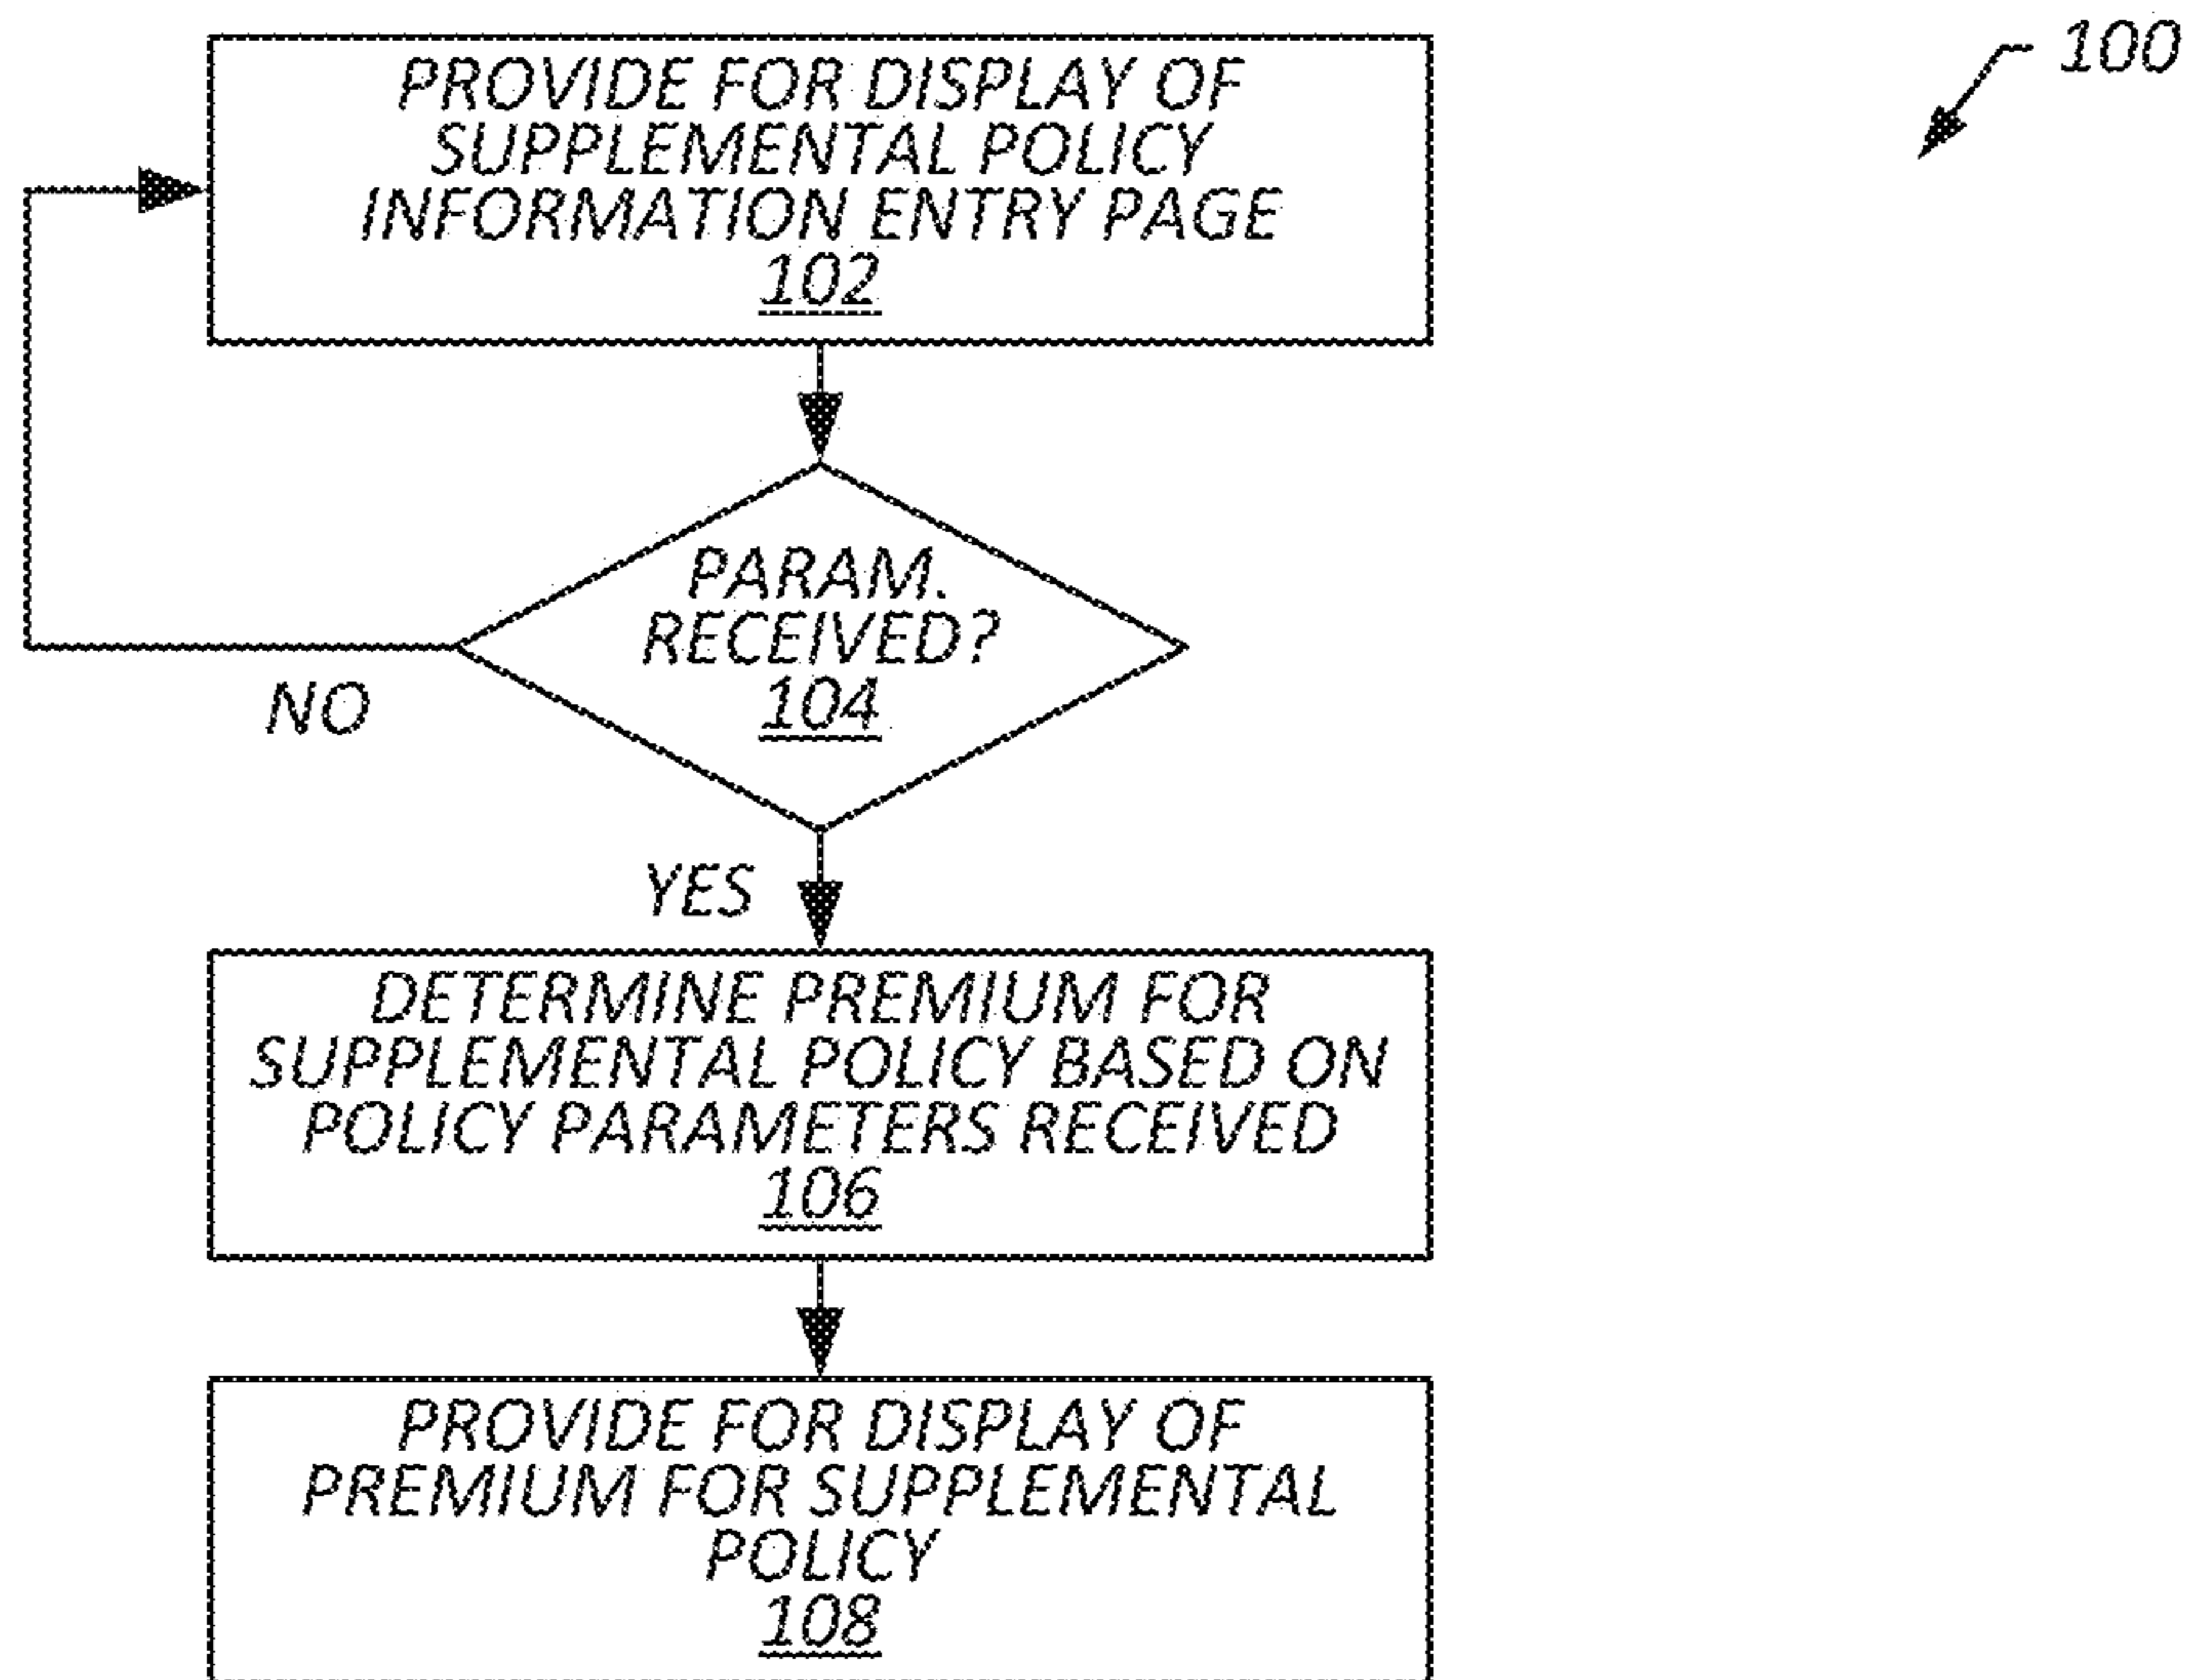 100
PROVIDE FOR DISPLAY OF
SUPPLEMENTAL POLICY
INFORMATION ENTRY PAGE
102
PARAM.
RECEIVED?
104
NO
YES
DETERMINE PREMIUM FOR
SUPPLEMENTAL POLICY BASED ON
POLICY PARAMETERS RECEIVED
106
PROVIDE FOR DISPLAY OF
PREMIUM FOR SUPPLEMENTAL
POLICY
108